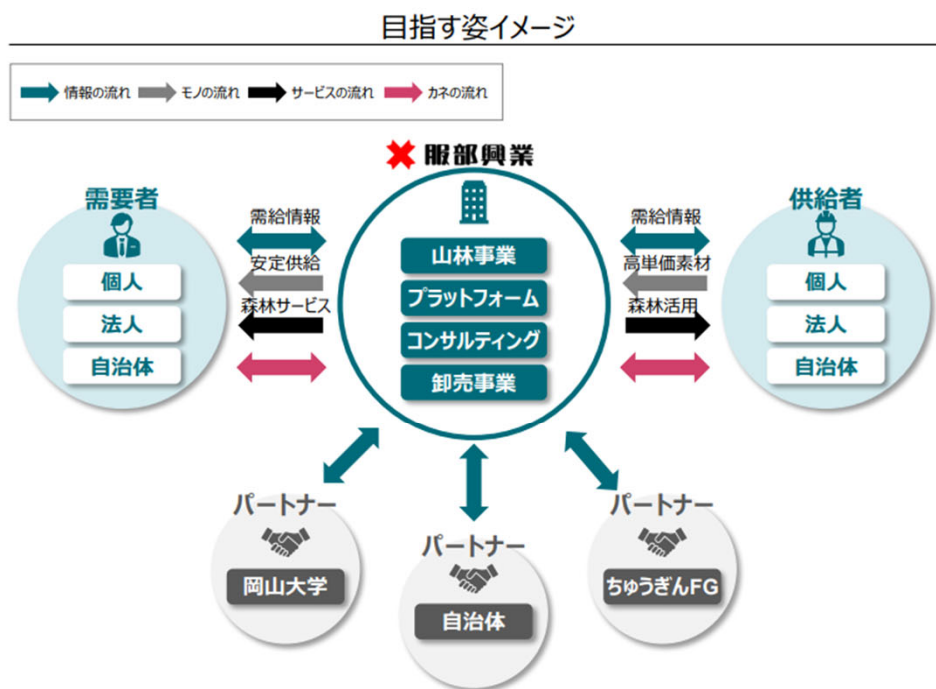 目指す姿イメージ
情報の流れ モノの流れ サービスの流れ カネの流れ
服部興業
山林事業
プラットフォーム
コンサルティング
卸売事業
需要者
個人
法人
自治体
需給情報
安定供給
森林サービス
需給情報
高単価素材
森林活用
供給者
個人
法人
自治体
パートナー
岡山大学
パートナー
自治体
パートナー
ちゅうぎんFG